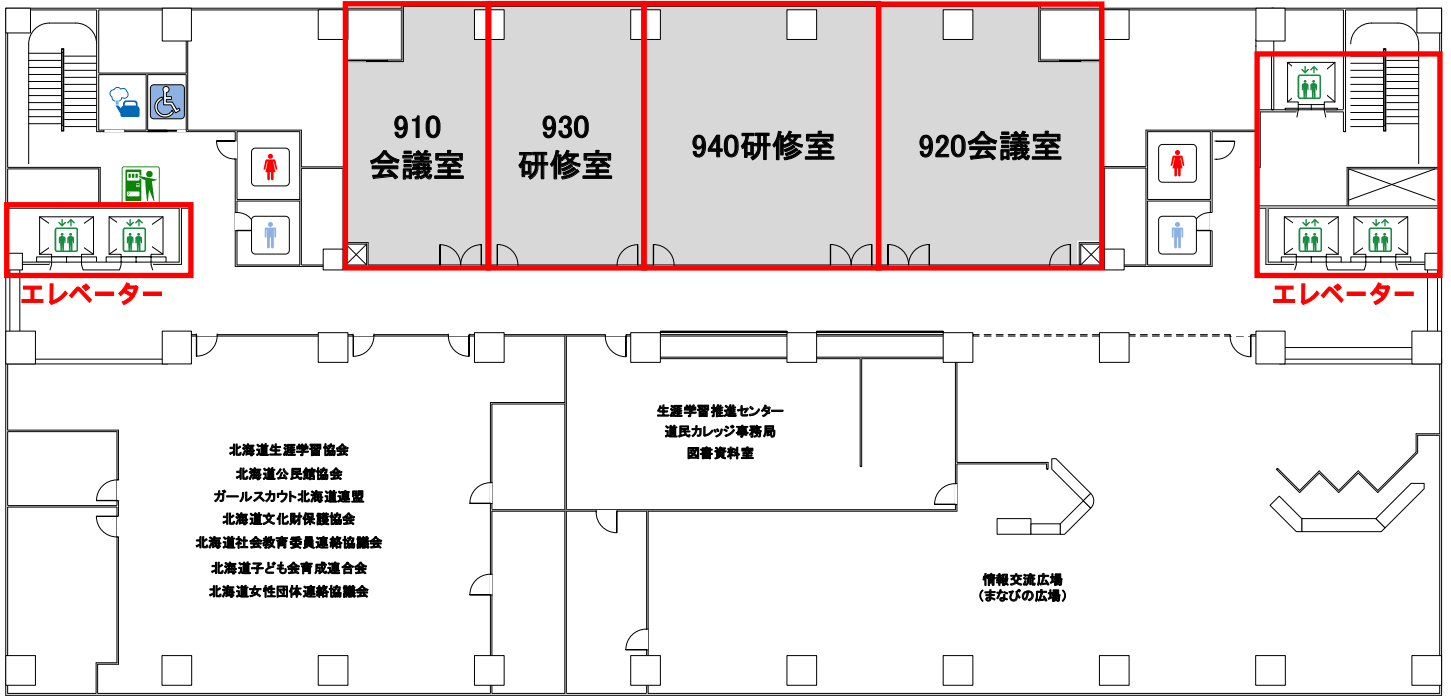 910
会議室
930
研修室
940研修室
920会議室
エレベーター
エレベーター
北海道生涯学習協会
北海道公民館協会
ガールスカウト北海道連盟
北海道文化財保護協会
北海道社会教育委員連絡協議会
北海道子ども会育成連合会
北海道女性団体連絡協議会
生涯学習推進センター
道民カレッジ事務局
図書資料室
情報交流広場
(まなびの広場)